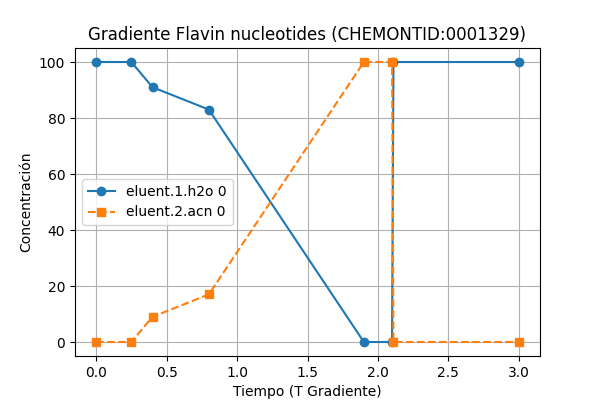 Gradiente Flavin nucleotides (CHEMONTID:0001329)
Concentración
100
80
60
40
20
0
eluent.1.h2o 0
eluent.2.acn 0
0.0
0.5
1.0
1.5
2.0
2.5
3.0
Tiempo (T Gradiente)